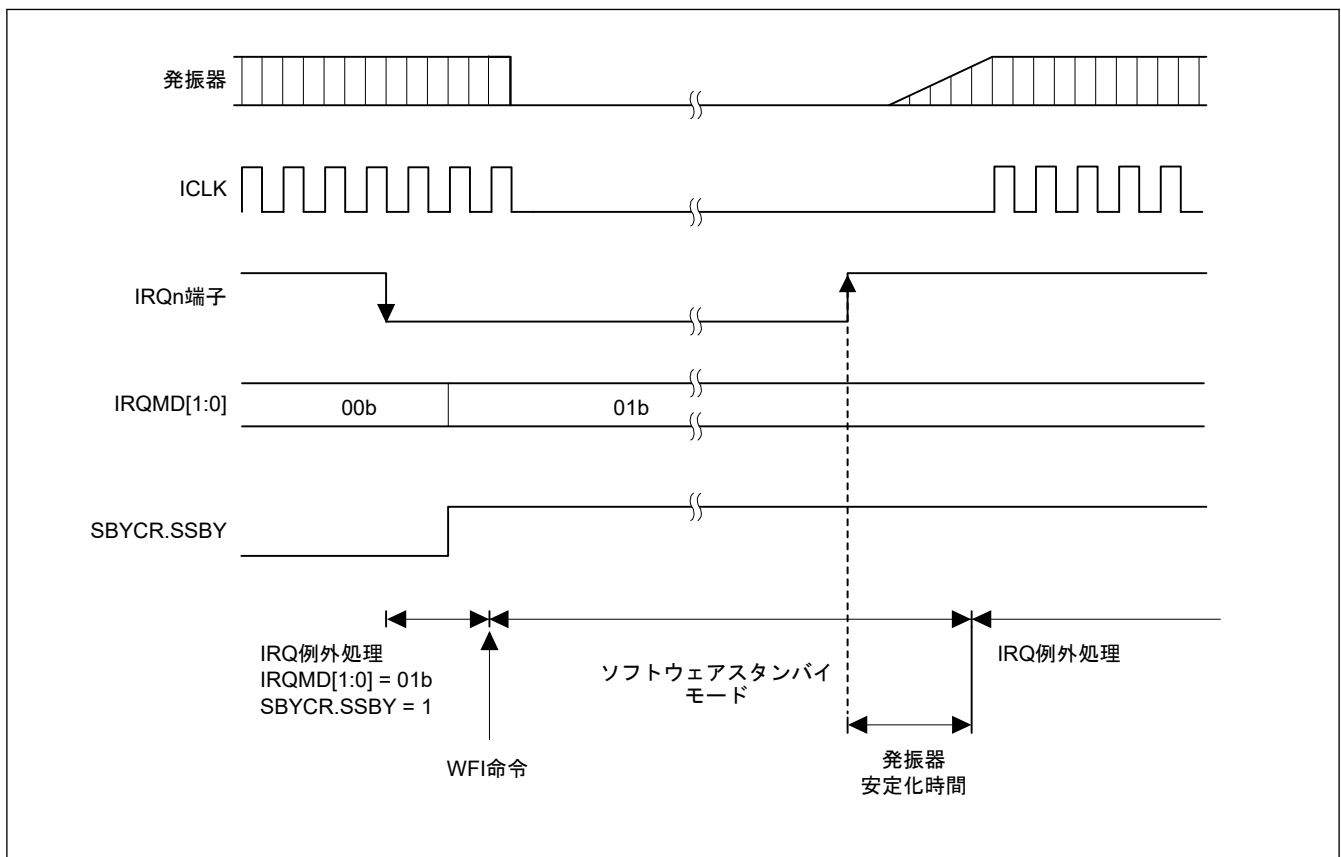 発振器
ICLK
IRQn端子
IRQMD[1:0]
00b
01b
SBYCR.SSBY
IRQ例外処理
IRQMD[1:0] = 01b
SBYCR.SSBY = 1
WFI命令
ソフトウェアスタンバイ
モード
発振器
安定化時間
IRQ例外処理